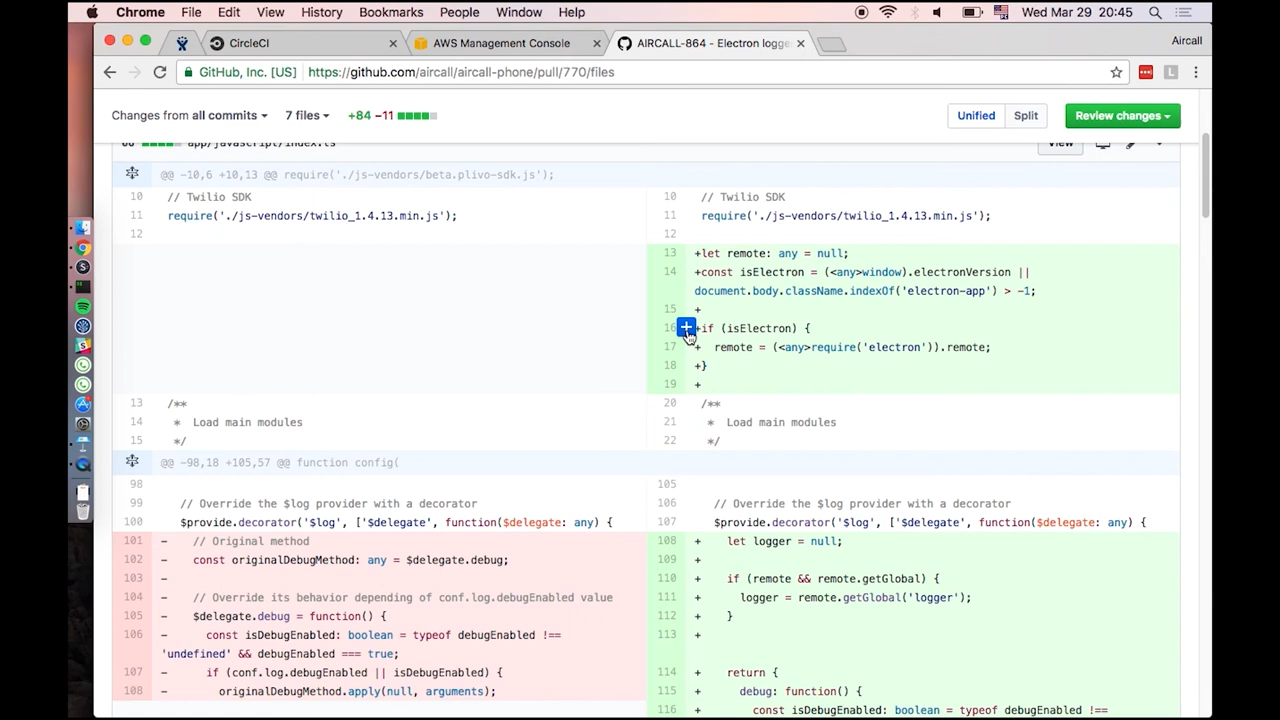 Chrome File Edit View History Bookmarks People Window Help Wed Mar 29 20:45
CircleCI AWS Management Console AIRCALL-864 - Electron logge Aircall
GitHub, Inc. [US] https://github.com/aircall/aircall-phone/pull/770/files
Changes from all commits 7 files +84 −11 Unified Split Review changes
app/javascript/index.ts View
@@ -10,6 +10,13 @@ require('./js-vendors/beta.plivo-sdk.js');
10 // Twilio SDK 10 // Twilio SDK
11 require('./js-vendors/twilio_1.4.13.min.js'); 11 require('./js-vendors/twilio_1.4.13.min.js');
12 12
13 +let remote: any = null;
14 +const isElectron = (<any>window).electronVersion ||
document.body.className.indexOf('electron-app') > -1;
15 +
16 +if (isElectron) {
17 + remote = (<any>require('electron')).remote;
18 +}
19 +
13 /** 20 /**
14 * Load main modules 21 * Load main modules
15 */ 22 */
@@ -98,18 +105,57 @@ function config(
98 105
99 // Override the $log provider with a decorator 106 // Override the $log provider with a decorator
100 $provide.decorator('$log', ['$delegate', function($delegate: any) { 107 $provide.decorator('$log', ['$delegate', function($delegate: any) {
101 - // Original method 108 + let logger = null;
102 - const originalDebugMethod: any = $delegate.debug; 109 +
103 - 110 + if (remote && remote.getGlobal) {
104 - // Override its behavior depending of conf.log.debugEnabled value 111 + logger = remote.getGlobal('logger');
105 - $delegate.debug = function() { 112 + }
106 - const isDebugEnabled: boolean = typeof debugEnabled !== 113 +
'undefined' && debugEnabled === true;
107 - if (conf.log.debugEnabled || isDebugEnabled) { 114 + return {
108 - originalDebugMethod.apply(null, arguments); 115 + debug: function() {
116 + const isDebugEnabled: boolean = typeof debugEnabled !==